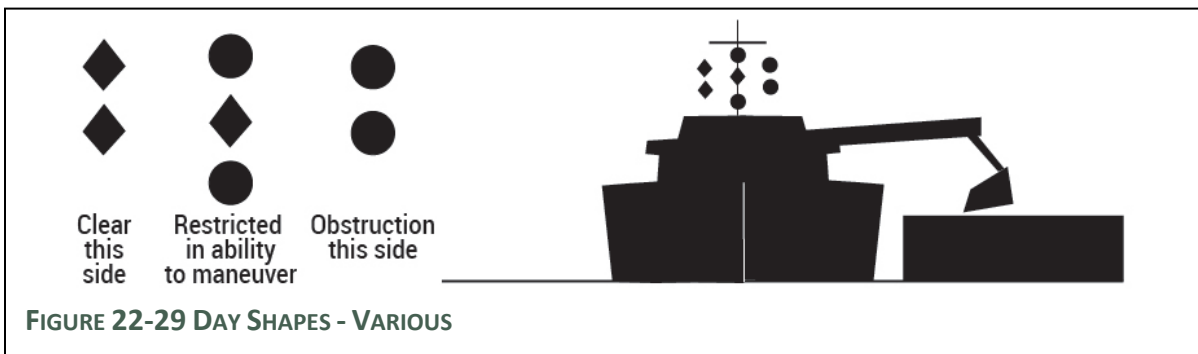 Clear
this
side
Restricted
in ability
to maneuver
Obstruction
this side
FIGURE 22-29 DAY SHAPES - VARIOUS